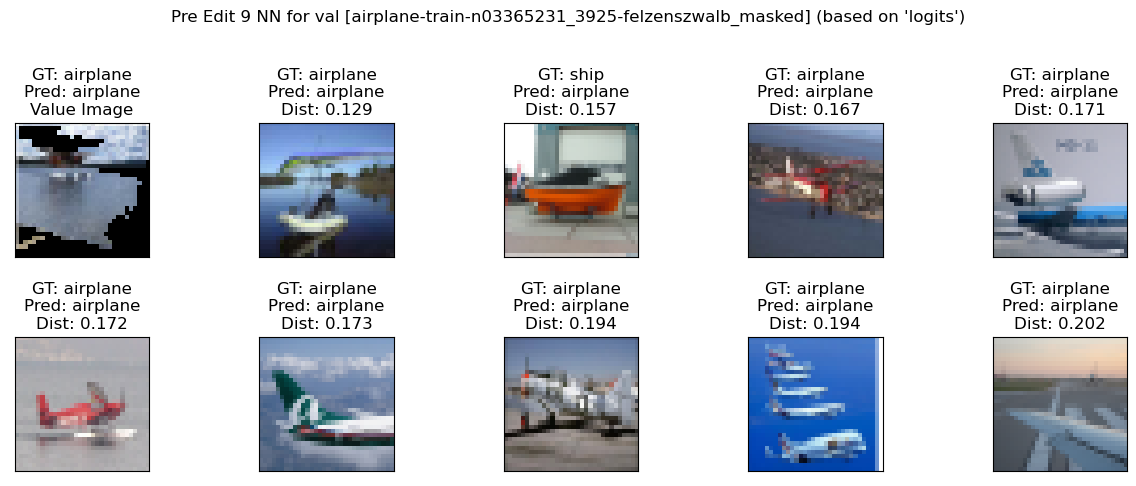 Pre Edit 9 NN for val [airplane-train-n03365231_3925-felzenszwalb_masked] (based on 'logits')
GT: airplane
Pred: airplane
Value Image
GT: airplane
Pred: airplane
Dist: 0.129
GT: ship
Pred: airplane
Dist: 0.157
GT: airplane
Pred: airplane
Dist: 0.167
GT: airplane
Pred: airplane
Dist: 0.171
GT: airplane
Pred: airplane
Dist: 0.172
GT: airplane
Pred: airplane
Dist: 0.173
GT: airplane
Pred: airplane
Dist: 0.194
GT: airplane
Pred: airplane
Dist: 0.194
GT: airplane
Pred: airplane
Dist: 0.202